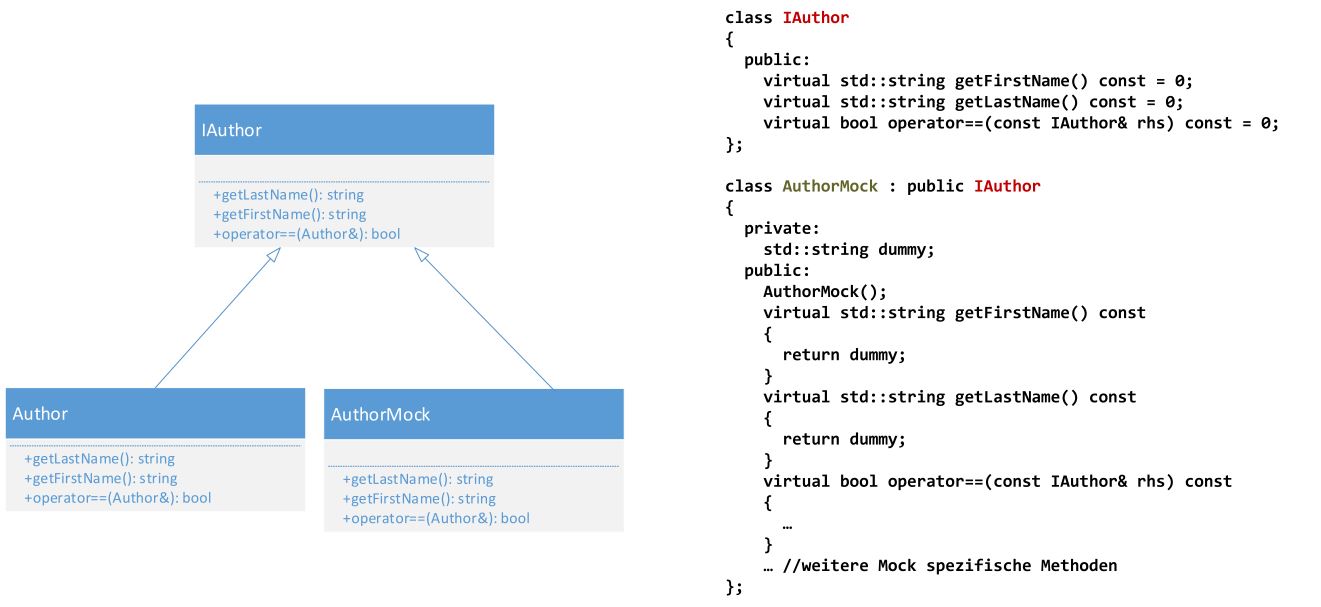 IAuthor
+getLastName(): string
+getFirstName(): string
+operator==(Author&): bool
Author
+getLastName(): string
+getFirstName(): string
+operator==(Author&): bool
AuthorMock
+getLastName(): string
+getFirstName(): string
+operator==(Author&): bool
class IAuthor
{
  public:
    virtual std::string getFirstName() const = 0;
    virtual std::string getLastName() const = 0;
    virtual bool operator==(const IAuthor& rhs) const = 0;
};
class AuthorMock : public IAuthor
{
  private:
    std::string dummy;
  public:
    AuthorMock();
    virtual std::string getFirstName() const
    {
      return dummy;
    }
    virtual std::string getLastName() const
    {
      return dummy;
    }
    virtual bool operator==(const IAuthor& rhs) const
    {
      …
    }
    … //weitere Mock spezifische Methoden
};